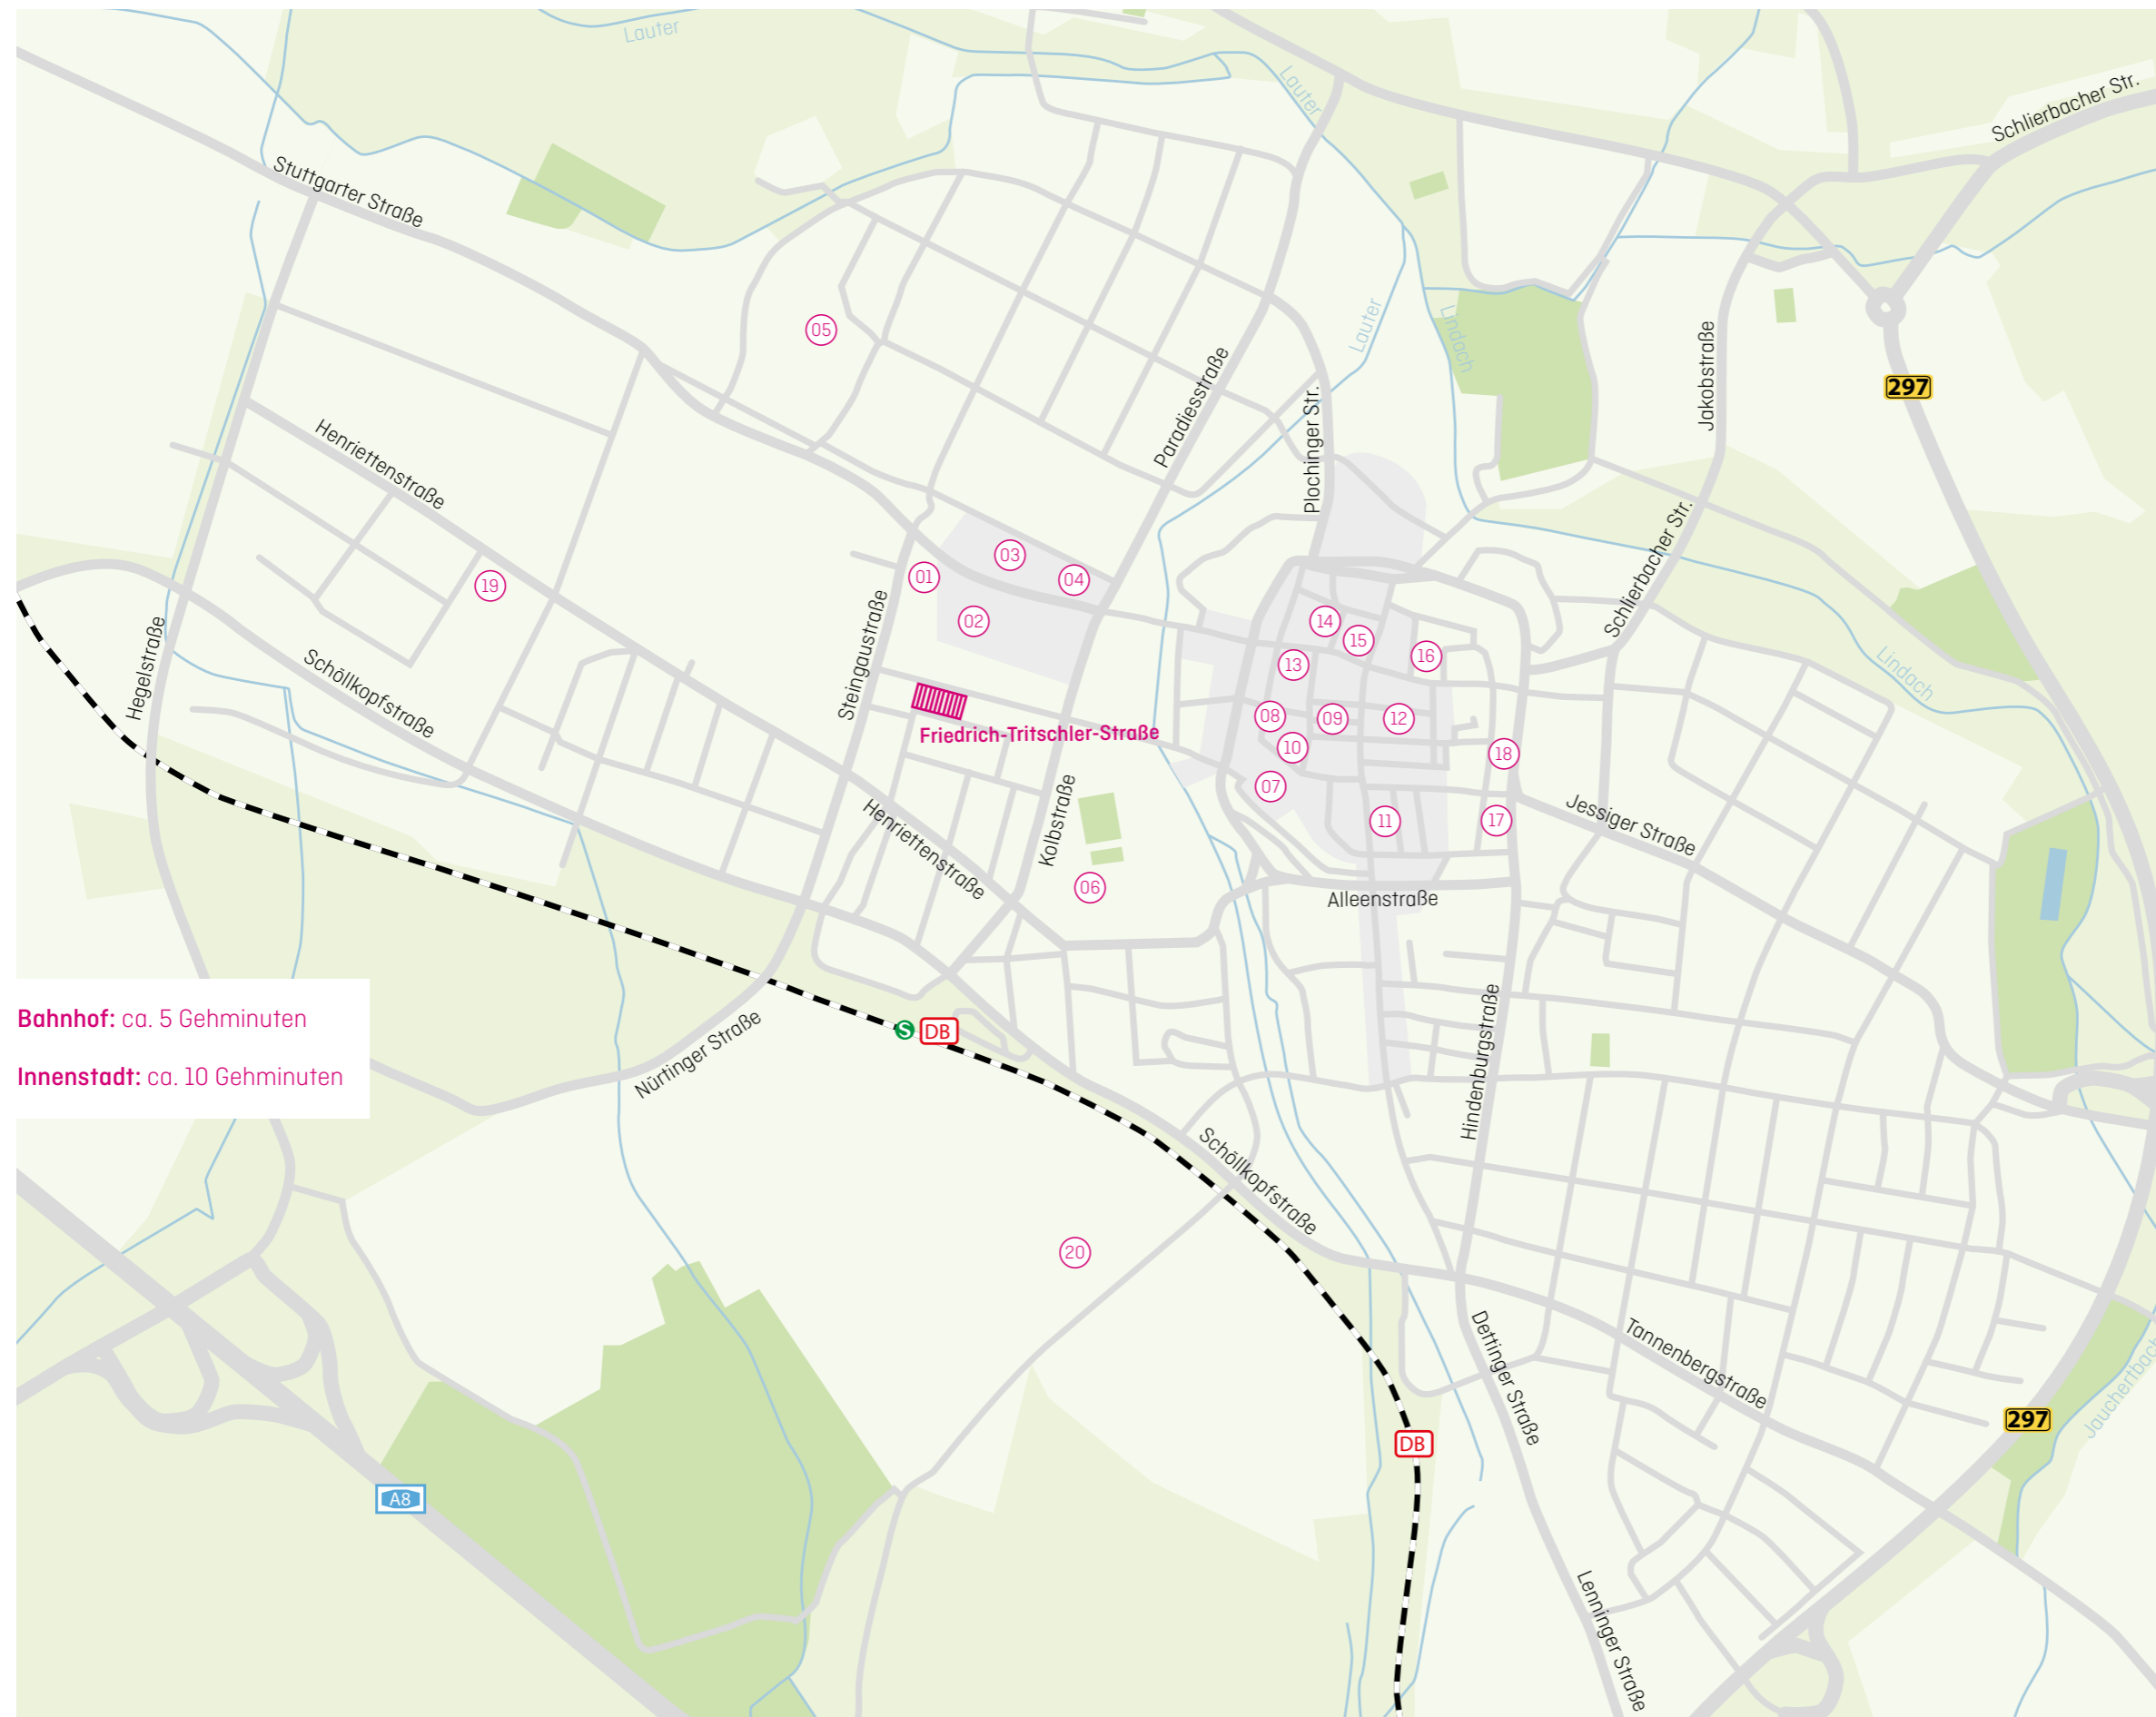 Lauter
Lauter
Schlierbacher Str.
Stuttgarter Straße
05
Lauter
Lindach
Jakobstraße
297
Paradiesstraße
Plochinger Str.
Henriettenstraße
Schlierbacher Str.
03
01
04
19
02
Steingaustraße
14
15
16
13
Lindach
Hegelstraße
Schöllkopfstraße
Friedrich-Tritschler-Straße
08
09
12
10
18
07
Henriettenstraße
Kolbstraße
11
17
Jessiger Straße
06
Alleenstraße
Bahnhof: ca. 5 Gehminuten
Innenstadt: ca. 10 Gehminuten
S
DB
Nürtinger Straße
Hindenburgstraße
Schöllkopfstraße
20
Dettinger Straße
Tannenbergstraße
297
Jauchertbach
DB
A8
Lenninger Straße